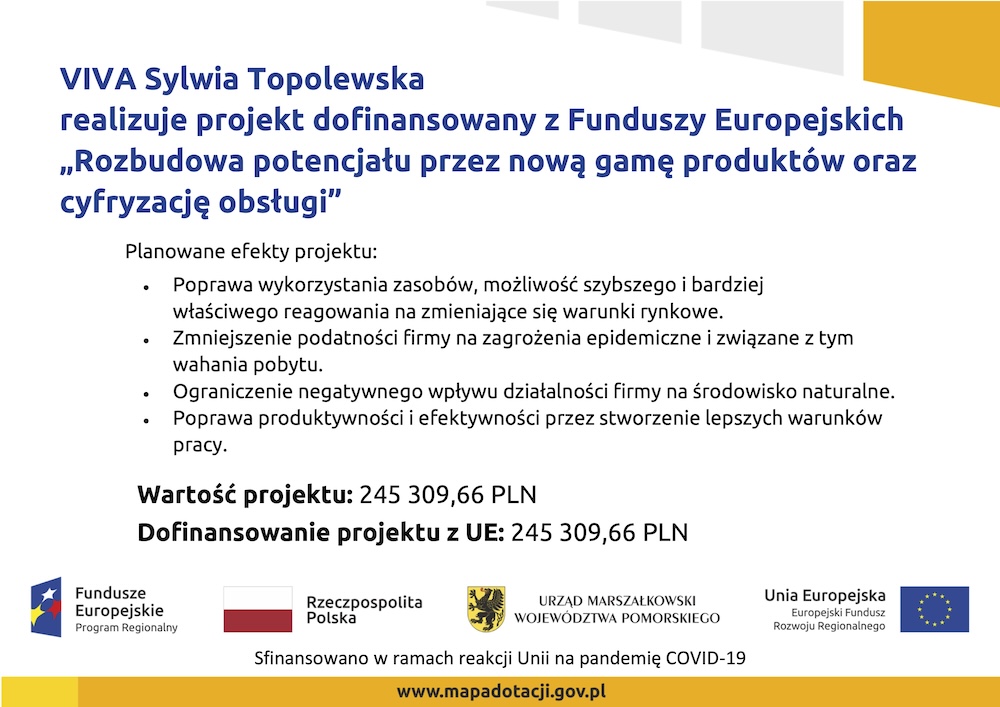 VIVA Sylwia Topolewska
realizuje projekt dofinansowany z Funduszy Europejskich
„Rozbudowa potencjału przez nową gamę produktów oraz
cyfryzację obsługi”
Planowane efekty projektu:
• Poprawa wykorzystania zasobów, możliwość szybszego i bardziej
właściwego reagowania na zmieniające się warunki rynkowe.
• Zmniejszenie podatności firmy na zagrożenia epidemiczne i związane z tym
wahania pobytu.
• Ograniczenie negatywnego wpływu działalności firmy na środowisko naturalne.
• Poprawa produktywności i efektywności przez stworzenie lepszych warunków
pracy.
Wartość projektu: 245 309,66 PLN
Dofinansowanie projektu z UE: 245 309,66 PLN
Fundusze
Europejskie
Program Regionalny
Rzeczpospolita
Polska
URZĄD MARSZAŁKOWSKI
WOJEWÓDZTWA POMORSKIEGO
Unia Europejska
Europejski Fundusz
Rozwoju Regionalnego
Sfinansowano w ramach reakcji Unii na pandemię COVID-19
www.mapadotacji.gov.pl